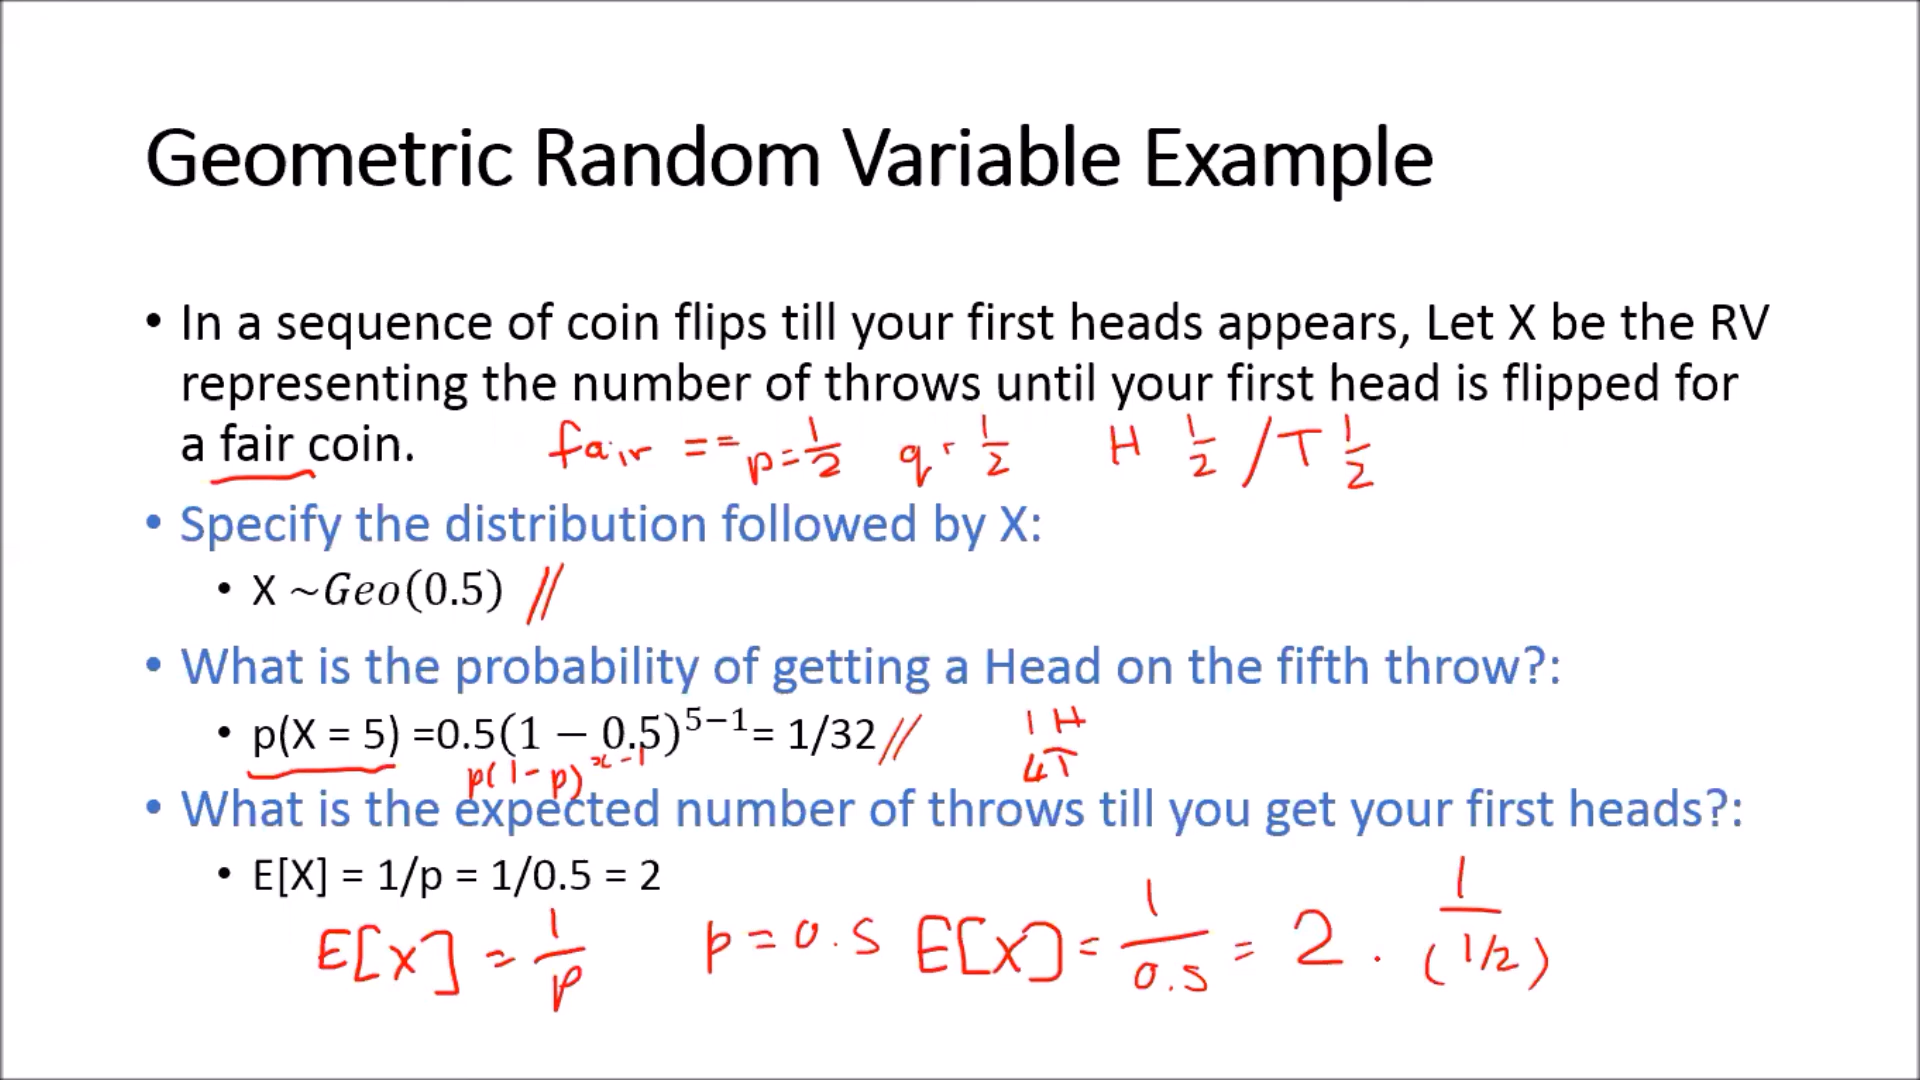 Geometric Random Variable Example
• In a sequence of coin flips till your first heads appears, Let X be the RV
representing the number of throws until your first head is flipped for
a fair coin. fair == p=1/2 q=1/2 H 1/2 / T 1/2
• Specify the distribution followed by X:
• X ~Geo(0.5) //
• What is the probability of getting a Head on the fifth throw?:
• p(X = 5) =0.5(1 − 0.5)^{5−1}= 1/32 // 1H
p(1-p)^{x-1} 4T
• What is the expected number of throws till you get your first heads?:
• E[X] = 1/p = 1/0.5 = 2
E[X] = 1/p p=0.5 E[X] = 1/0.5 = 2. 1/(1/2)